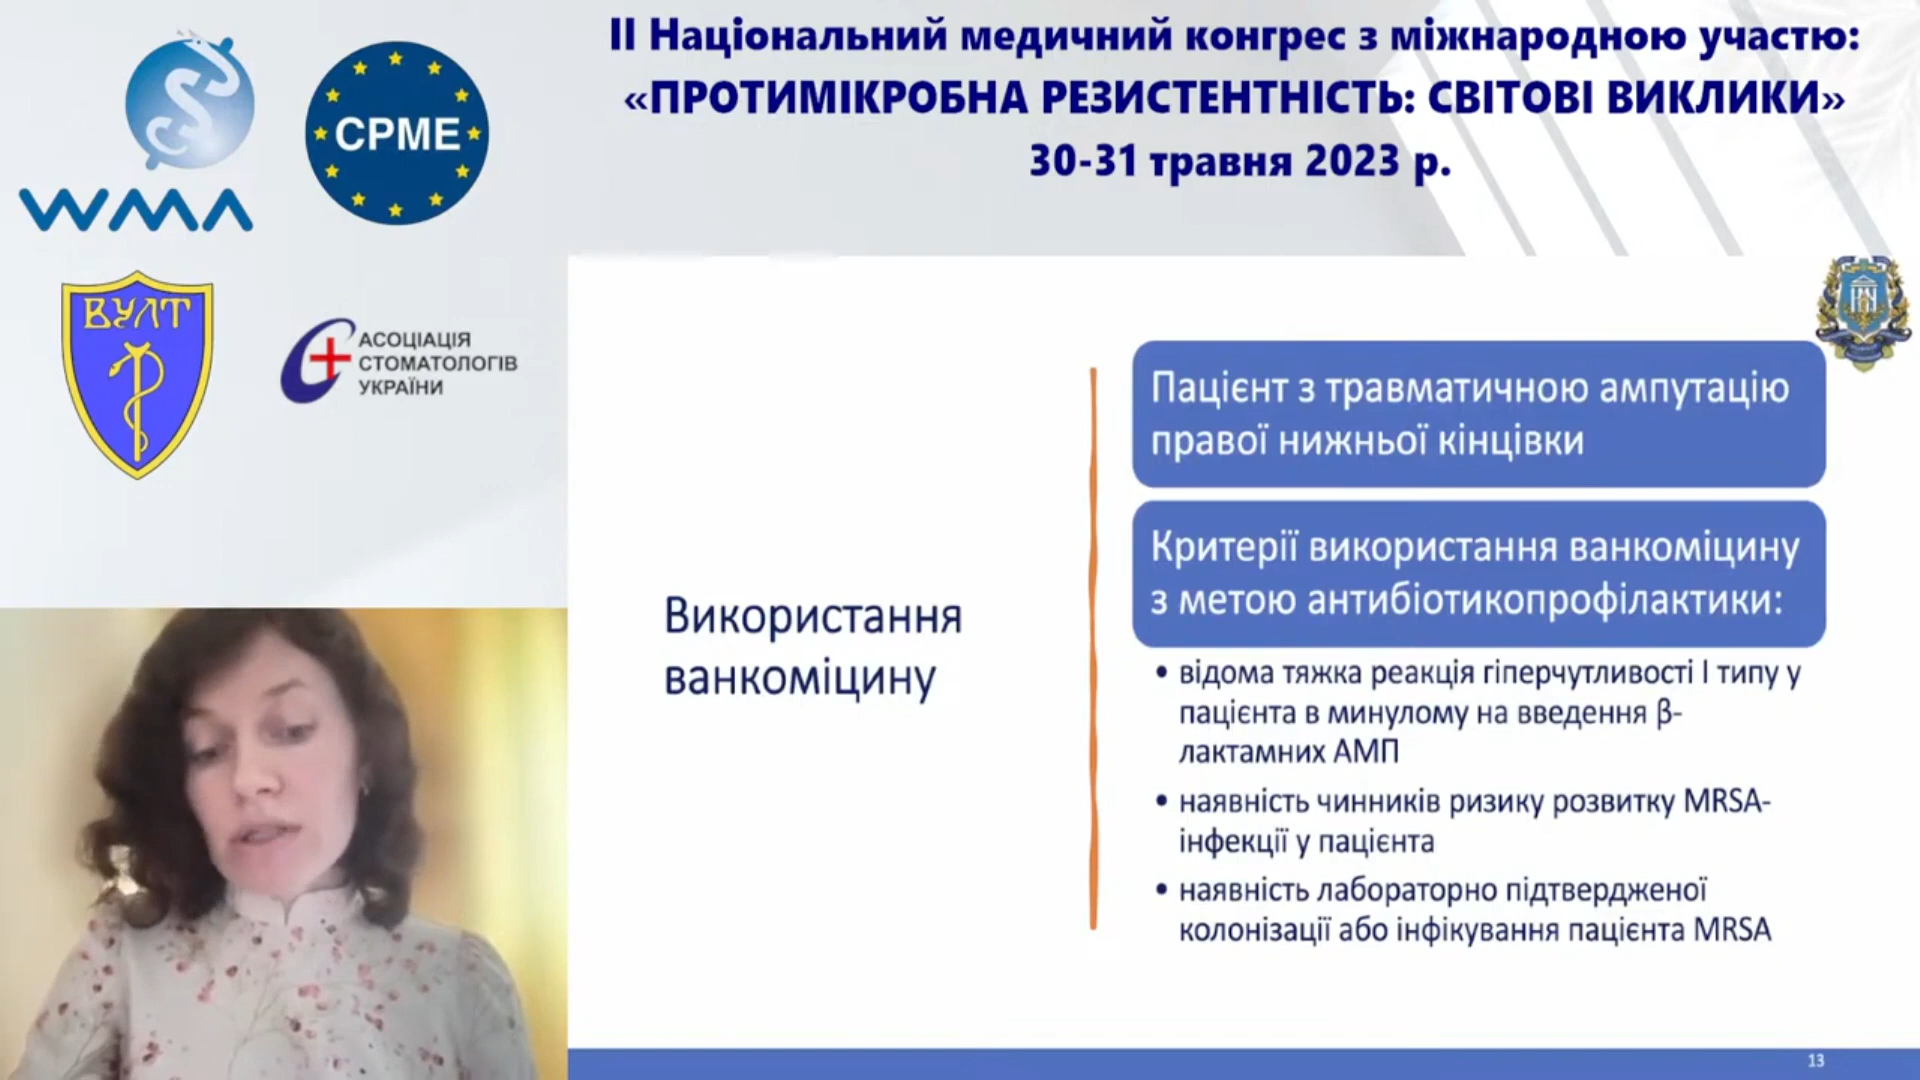 ІІ Національний медичний конгрес з міжнародною участю:
«ПРОТИМІКРОБНА РЕЗИСТЕНТНІСТЬ: СВІТОВІ ВИКЛИКИ»
30-31 травня 2023 р.
WMA
CPME
ВУЛТ
АСОЦІАЦІЯ
СТОМАТОЛОГІВ
УКРАЇНИ
Використання
ванкоміцину
Пацієнт з травматичною ампутацію
правої нижньої кінцівки
Критерії використання ванкоміцину
з метою антибіотикопрофілактики:
• відома тяжка реакція гіперчутливості І типу у
пацієнта в минулому на введення β-
лактамних АМП
• наявність чинників ризику розвитку MRSA-
інфекції у пацієнта
• наявність лабораторно підтвердженої
колонізації або інфікування пацієнта MRSA
13